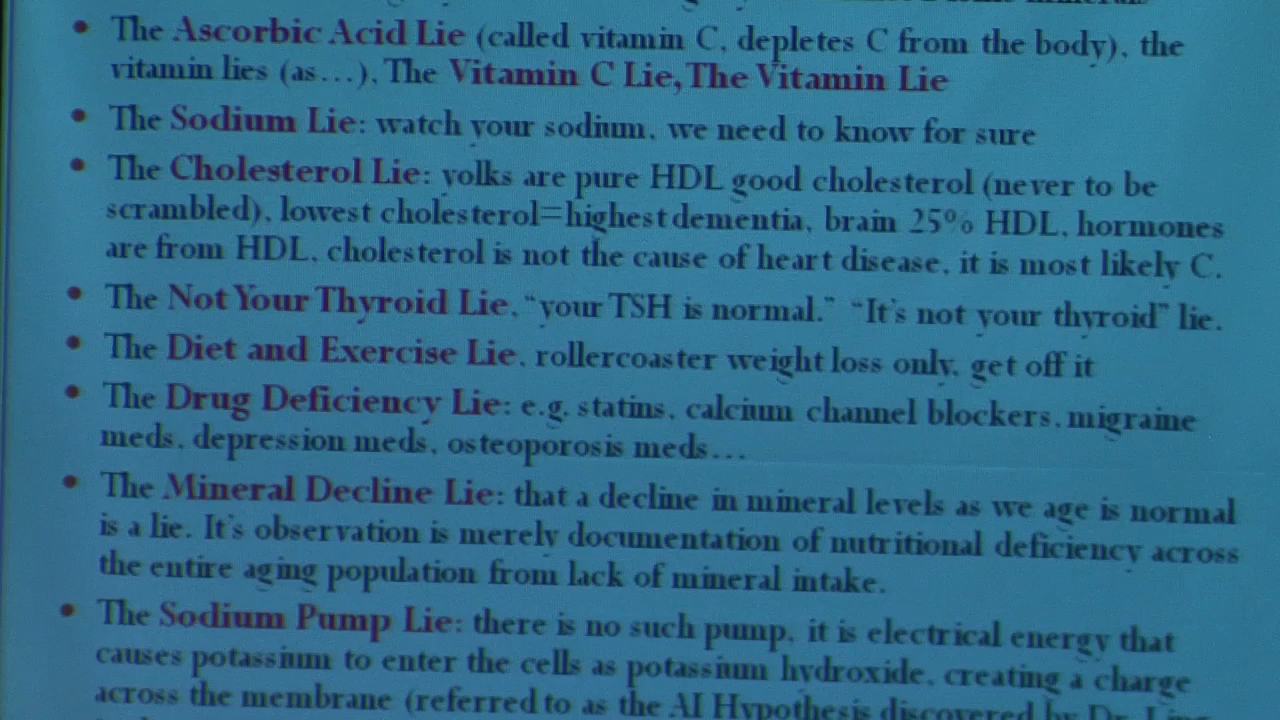 • The Ascorbic Acid Lie (called vitamin C, depletes C from the body), the
vitamin lies (as…), The Vitamin C Lie, The Vitamin Lie
• The Sodium Lie: watch your sodium, we need to know for sure
• The Cholesterol Lie: yolks are pure HDL good cholesterol (never to be
scrambled), lowest cholesterol=highest dementia, brain 25% HDL, hormones
are from HDL, cholesterol is not the cause of heart disease, it is most likely C.
• The Not Your Thyroid Lie, “your TSH is normal.” “It's not your thyroid” lie.
• The Diet and Exercise Lie, rollercoaster weight loss only, get off it
• The Drug Deficiency Lie: e.g. statins, calcium channel blockers, migraine
meds, depression meds, osteoporosis meds…
• The Mineral Decline Lie: that a decline in mineral levels as we age is normal
is a lie. It's observation is merely documentation of nutritional deficiency across
the entire aging population from lack of mineral intake.
• The Sodium Pump Lie: there is no such pump, it is electrical energy that
causes potassium to enter the cells as potassium hydroxide, creating a charge
across the membrane (referred to as the AI Hypothesis discovered by Dr. Ling